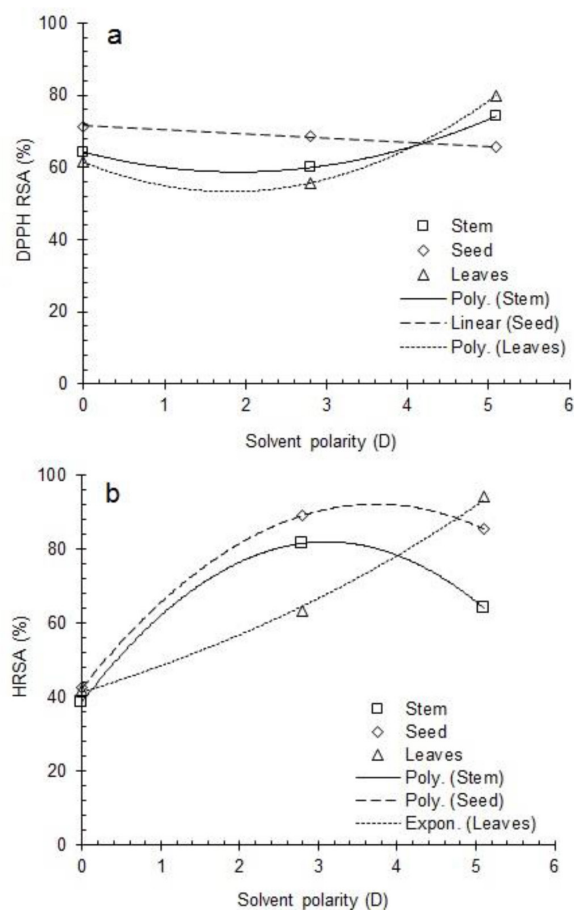 a
100
80
60
40
20
0
DPPH RSA (%)
Stem
Seed
Leaves
Poly. (Stem)
Linear (Seed)
Poly. (Leaves)
0 1 2 3 4 5 6
Solvent polarity (D)
b
100
80
60
40
20
0
HRSA (%)
Stem
Seed
Leaves
Poly. (Stem)
Poly. (Seed)
Expon. (Leaves)
0 1 2 3 4 5 6
Solvent polarity (D)